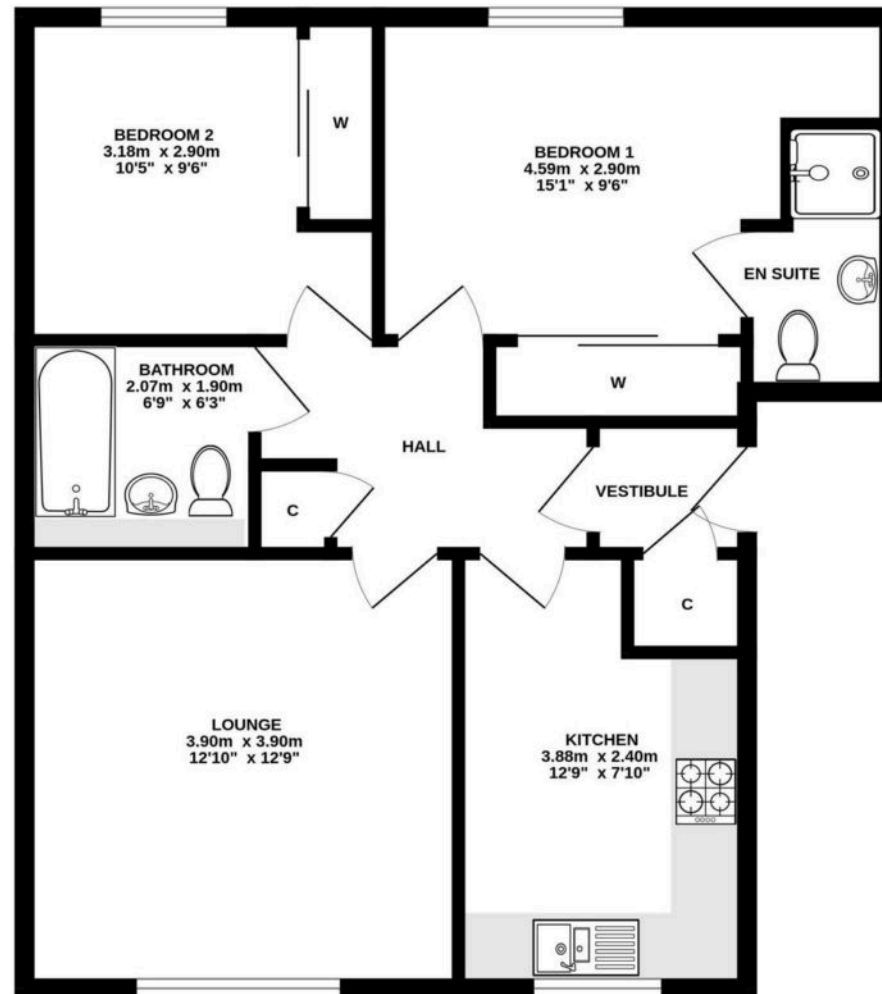 BEDROOM 2
3.18m x 2.90m
10'5" x 9'6"
W
BEDROOM 1
4.59m x 2.90m
15'1" x 9'6"
EN SUITE
BATHROOM
2.07m x 1.90m
6'9" x 6'3"
W
HALL
VESTIBULE
C
C
LOUNGE
3.90m x 3.90m
12'10" x 12'9"
KITCHEN
3.88m x 2.40m
12'9" x 7'10"